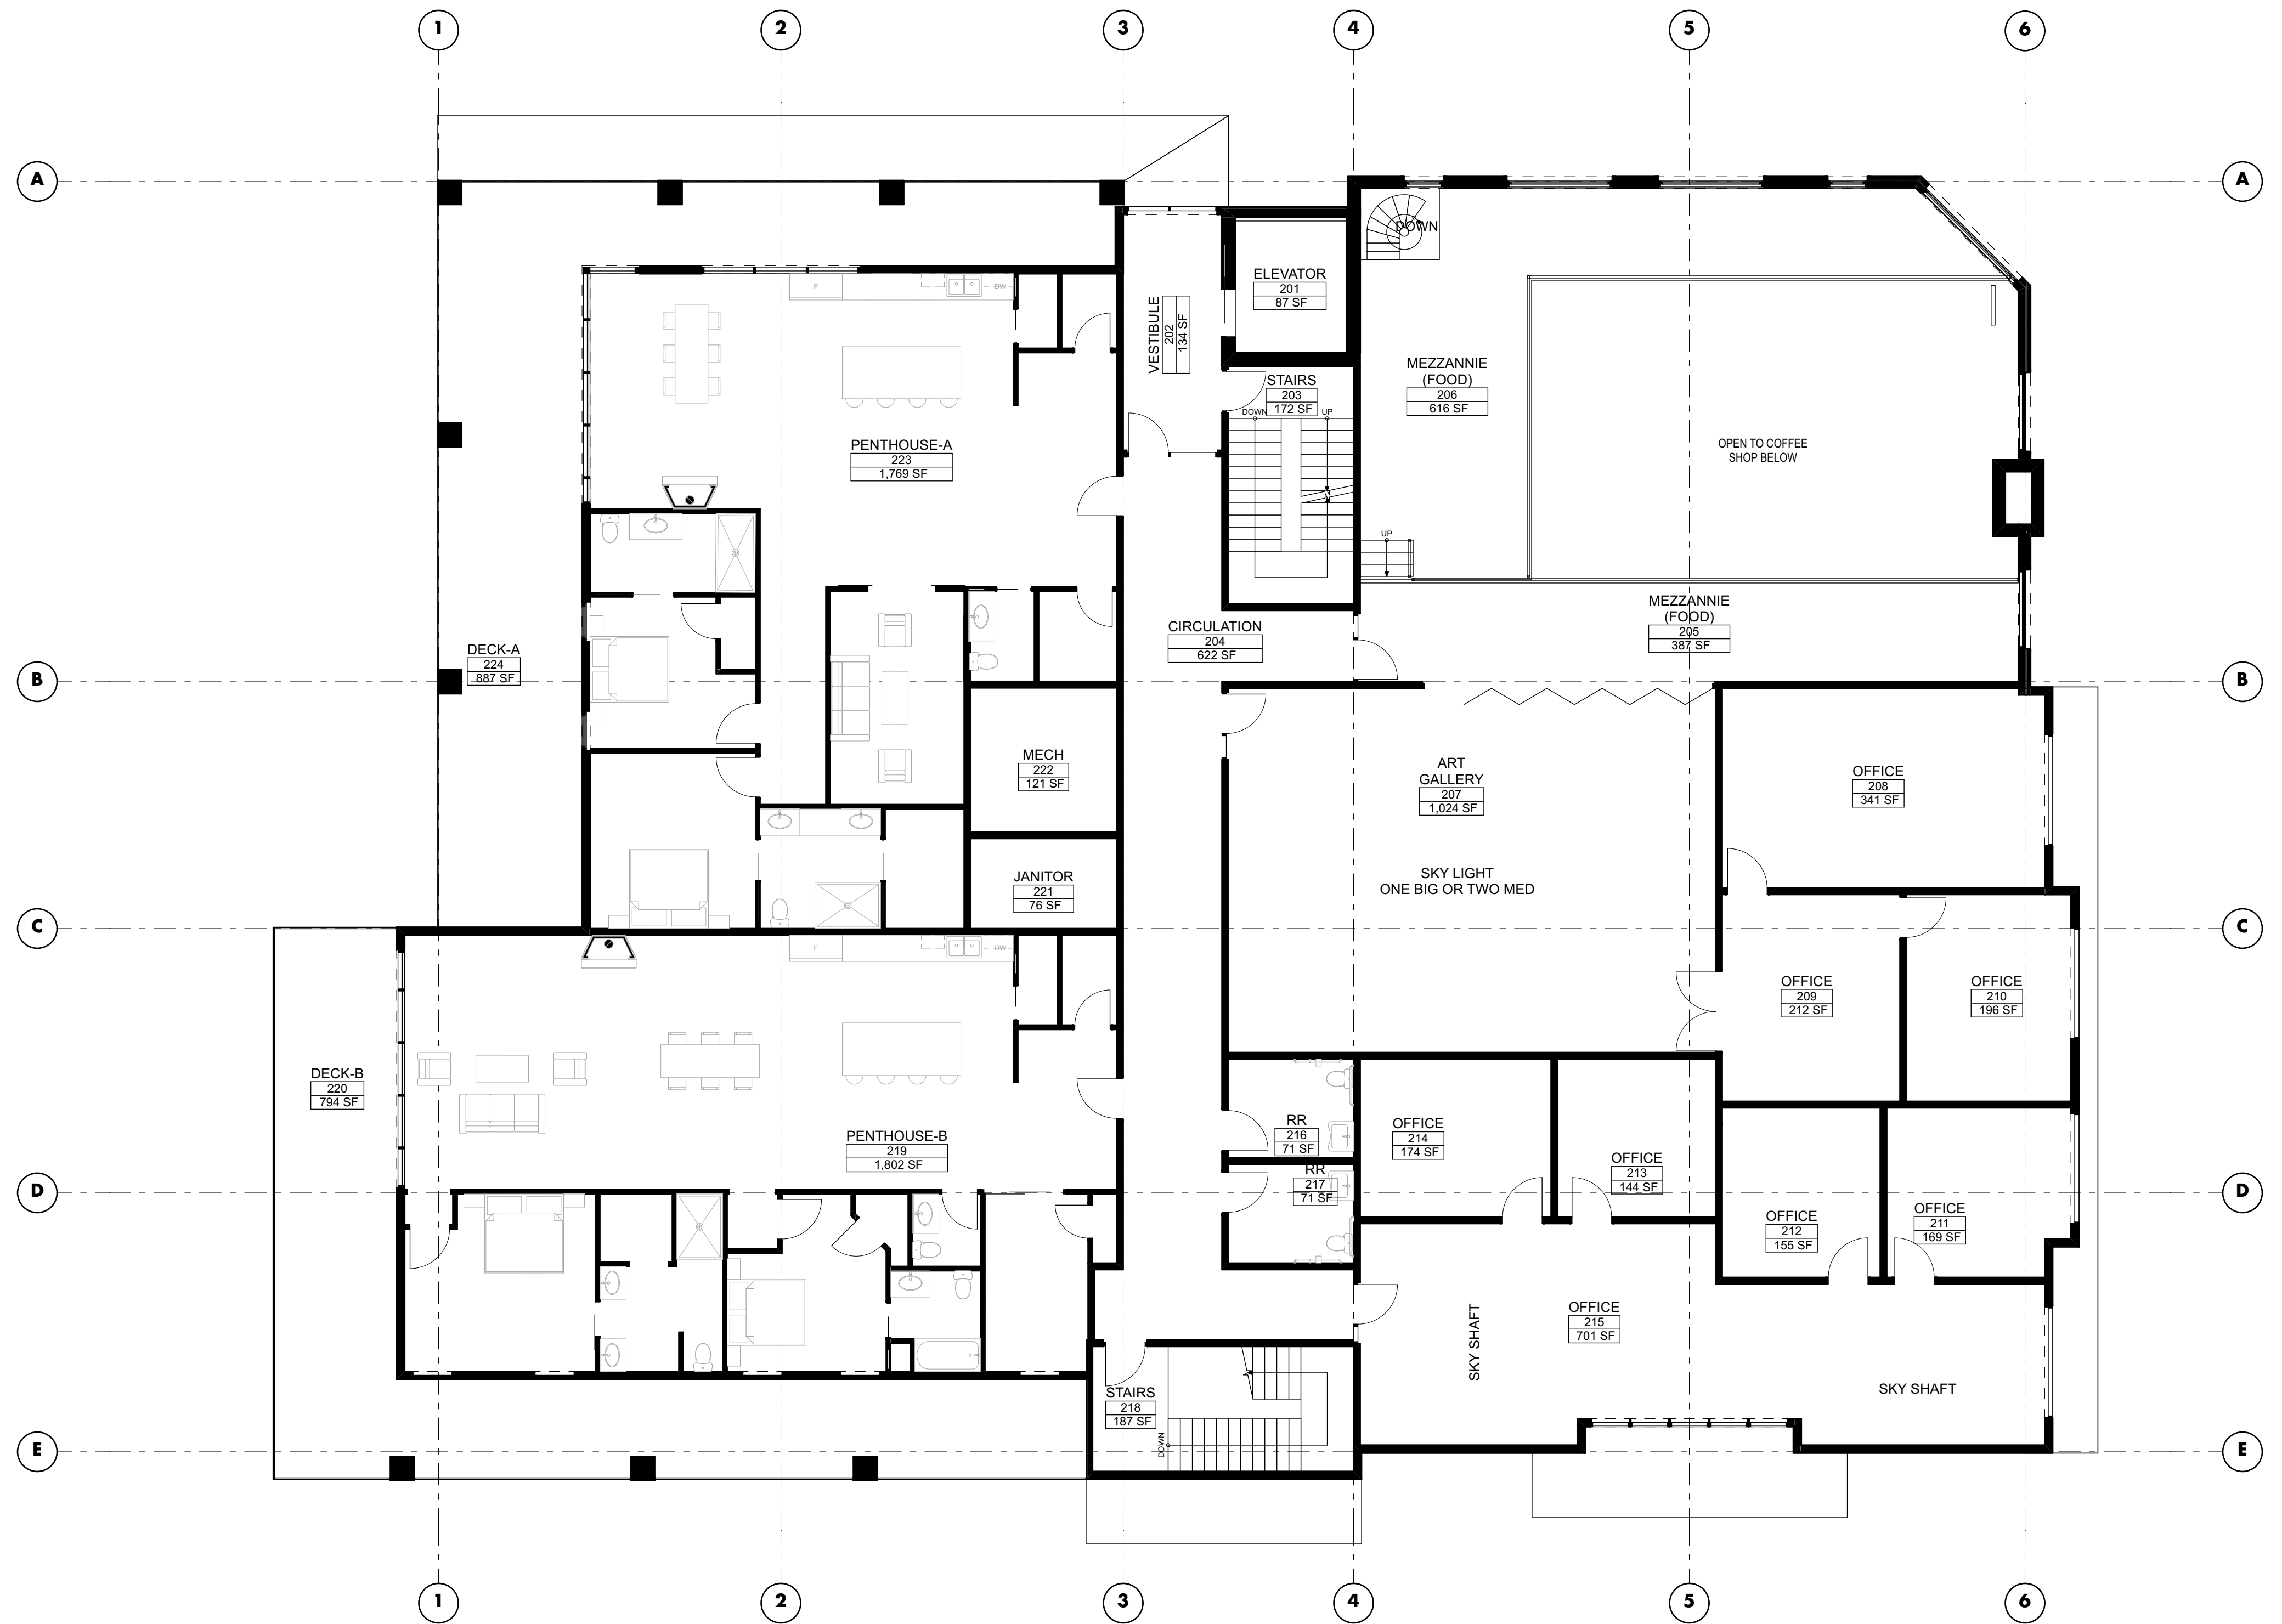 1 2 3 4 5 6
A A
DOWN
ELEVATOR
201
87 SF
VESTIBULE
202
134 SF
F
DW
MEZZANNIE
(FOOD)
206
616 SF
STAIRS
203
172 SF
DOWN UP
OPEN TO COFFEE
SHOP BELOW
PENTHOUSE-A
223
1,769 SF
UP
MEZZANNIE
(FOOD)
205
387 SF
CIRCULATION
204
622 SF
DECK-A
224
887 SF
B B
MECH
222
121 SF
ART
GALLERY
207
1,024 SF
OFFICE
208
341 SF
SKY LIGHT
ONE BIG OR TWO MED
JANITOR
221
76 SF
C C
F
DW
OFFICE
209
212 SF
OFFICE
210
196 SF
DECK-B
220
794 SF
RR
216
71 SF
OFFICE
214
174 SF
PENTHOUSE-B
219
1,802 SF
OFFICE
213
144 SF
RR
217
71 SF
D D
OFFICE
212
155 SF
OFFICE
211
169 SF
SKY SHAFT
OFFICE
215
701 SF
SKY SHAFT
STAIRS
218
187 SF
DOWN
E E
1 2 3 4 5 6